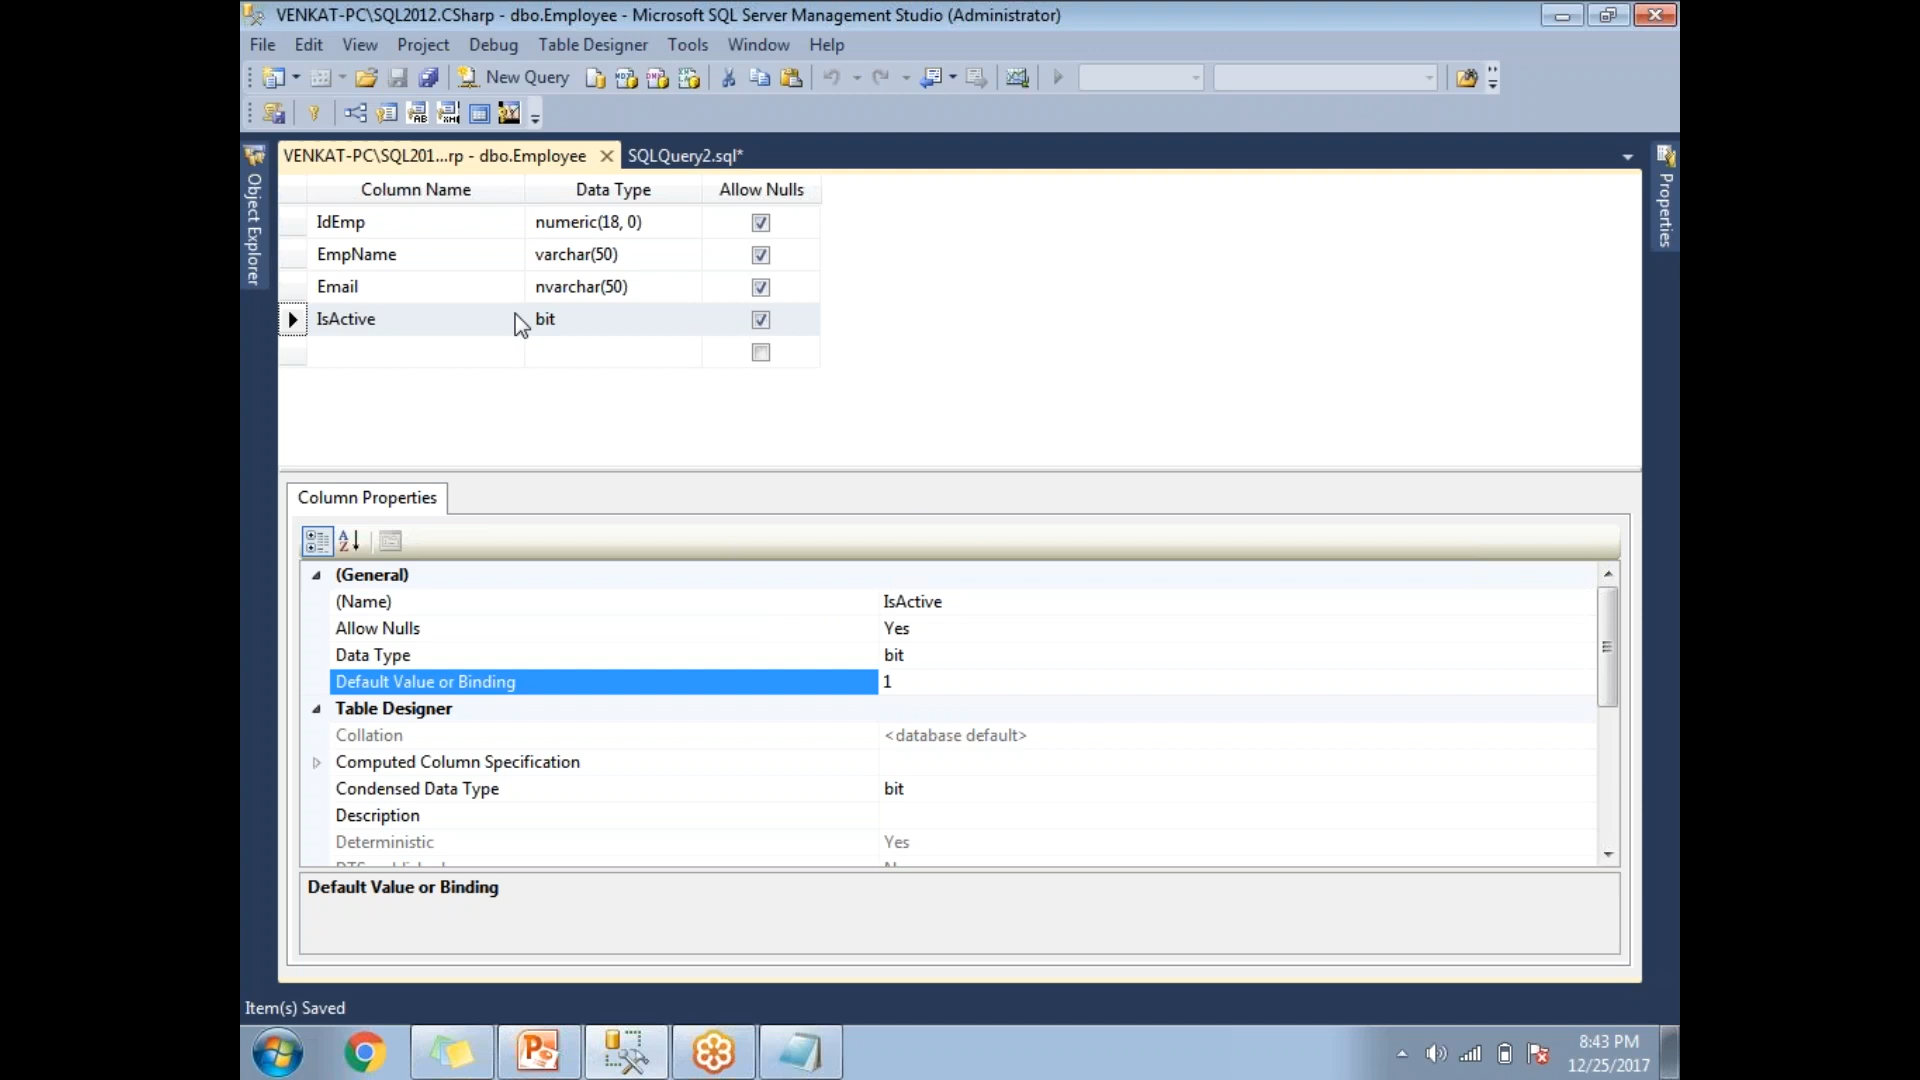 VENKAT-PC\SQL2012.CSharp - dbo.Employee - Microsoft SQL Server Management Studio (Administrator)
File Edit View Project Debug Table Designer Tools Window Help
New Query
VENKAT-PC\SQL201...rp - dbo.Employee SQLQuery2.sql*
Object Explorer
Properties
Column Name Data Type Allow Nulls
IdEmp numeric(18, 0)
EmpName varchar(50)
Email nvarchar(50)
IsActive bit
Column Properties
(General)
(Name) IsActive
Allow Nulls Yes
Data Type bit
Default Value or Binding 1
Table Designer
Collation <database default>
Computed Column Specification
Condensed Data Type bit
Description
Deterministic Yes
Default Value or Binding
Item(s) Saved
8:43 PM
12/25/2017